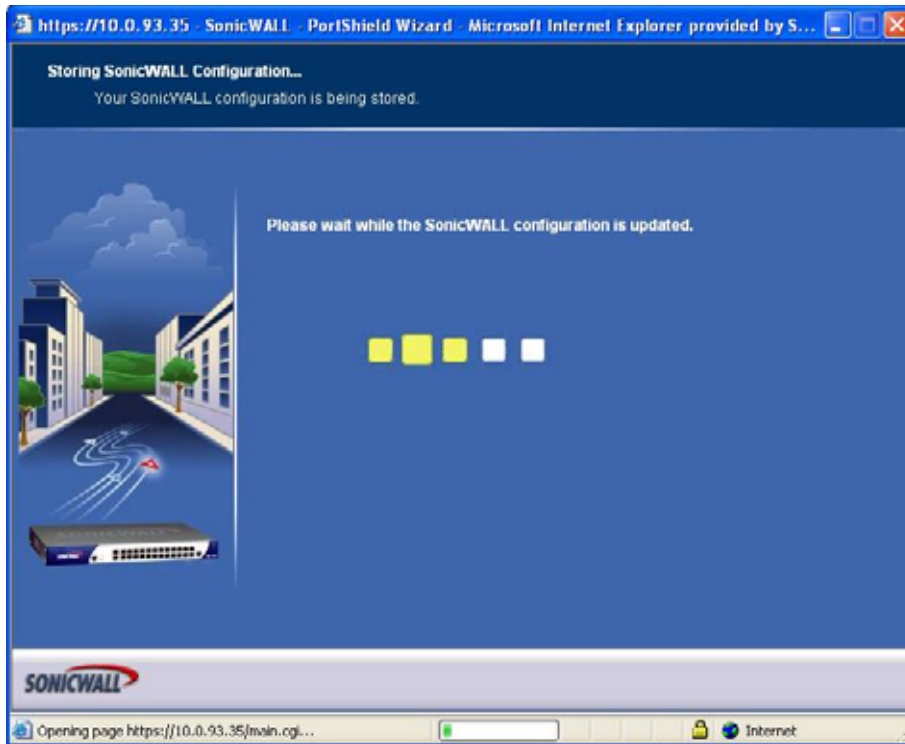 https://10.0.93.35 - SonicWALL - PortShield Wizard - Microsoft Internet Explorer provided by S...
Storing SonicWALL Configuration...
Your SonicWALL configuration is being stored.
Please wait while the SonicWALL configuration is updated.
SONICWALL
SONICWALL
Opening page https://10.0.93.35/main.cgi...
Internet